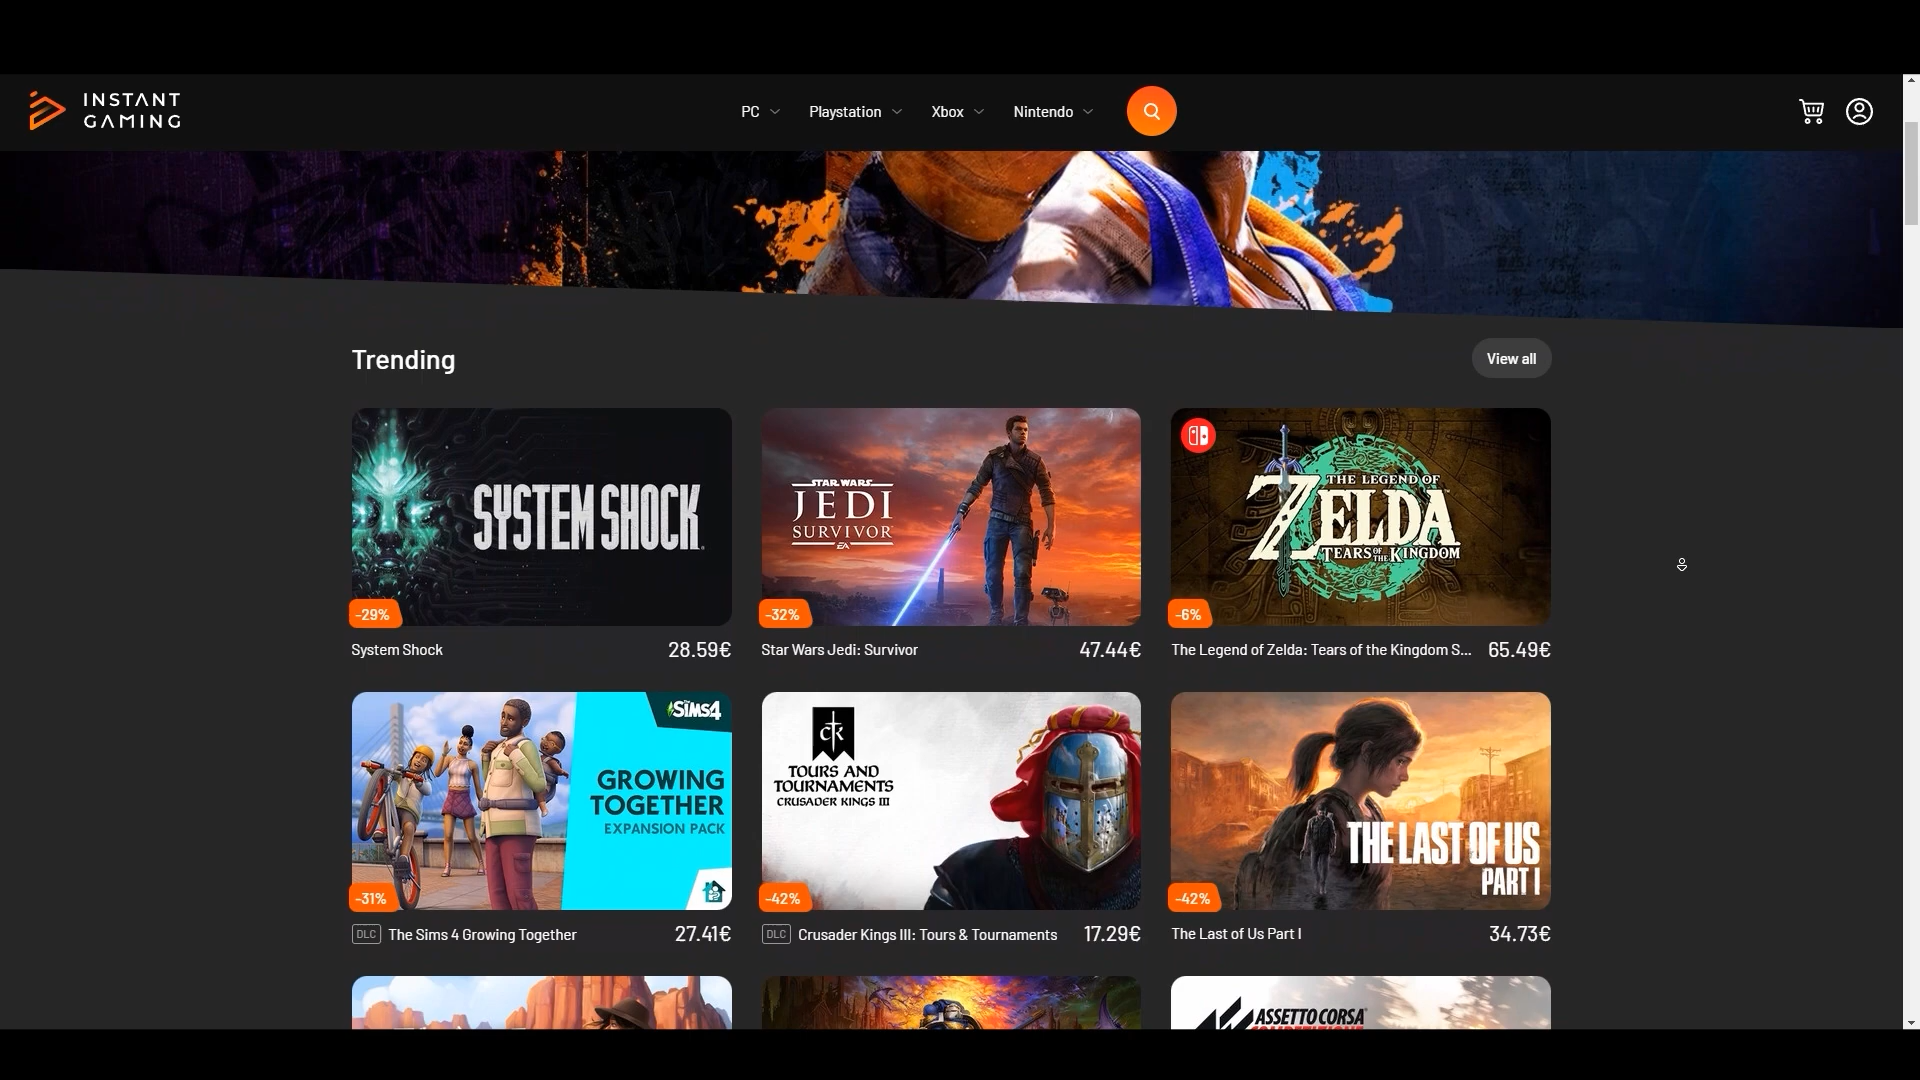 INSTANT
GAMING
PC
Playstation
Xbox
Nintendo
Trending
View all
SYSTEM SHOCK
-29%
System Shock
28.59€
STAR WARS
JEDI
SURVIVOR
EA
-32%
Star Wars Jedi: Survivor
47.44€
THE LEGEND OF
ZELDA
TEARS OF THE KINGDOM
-6%
The Legend of Zelda: Tears of the Kingdom S...
65.49€
THE SIMS 4
GROWING
TOGETHER
EXPANSION PACK
-31%
DLC
The Sims 4 Growing Together
27.41€
ck
TOURS AND
TOURNAMENTS
CRUSADER KINGS III
-42%
DLC
Crusader Kings III: Tours & Tournaments
17.29€
THE LAST OF US
PART I
-42%
The Last of Us Part I
34.73€
ASSETTO CORSA